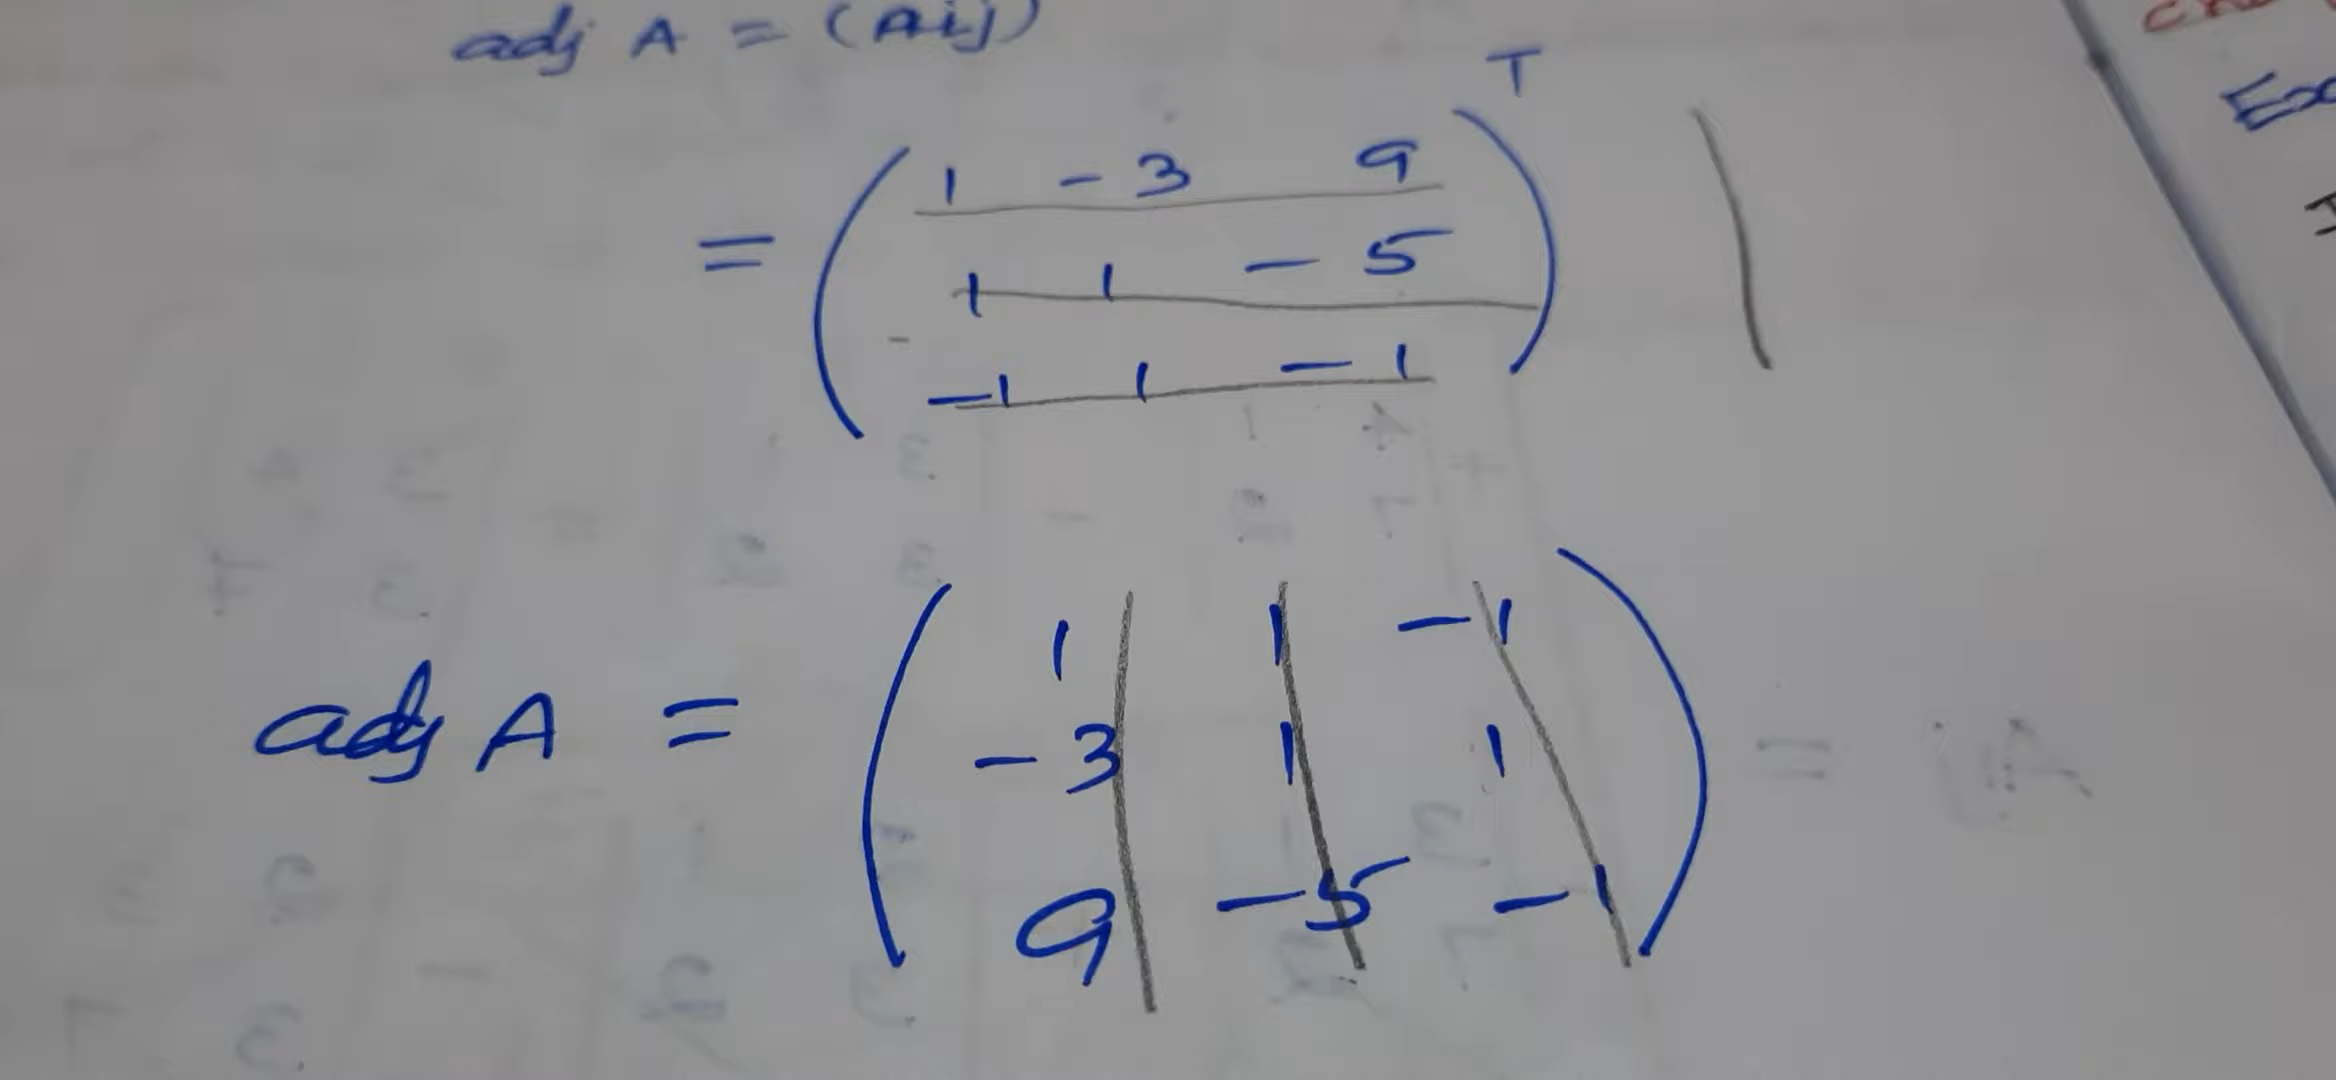 adj A = (Aij)
T
= ( 1 -3 9 )
1 1 -5
-1 1 -1
( 1 1 -1 )
adj A = -3 1 1
9 -5 -1